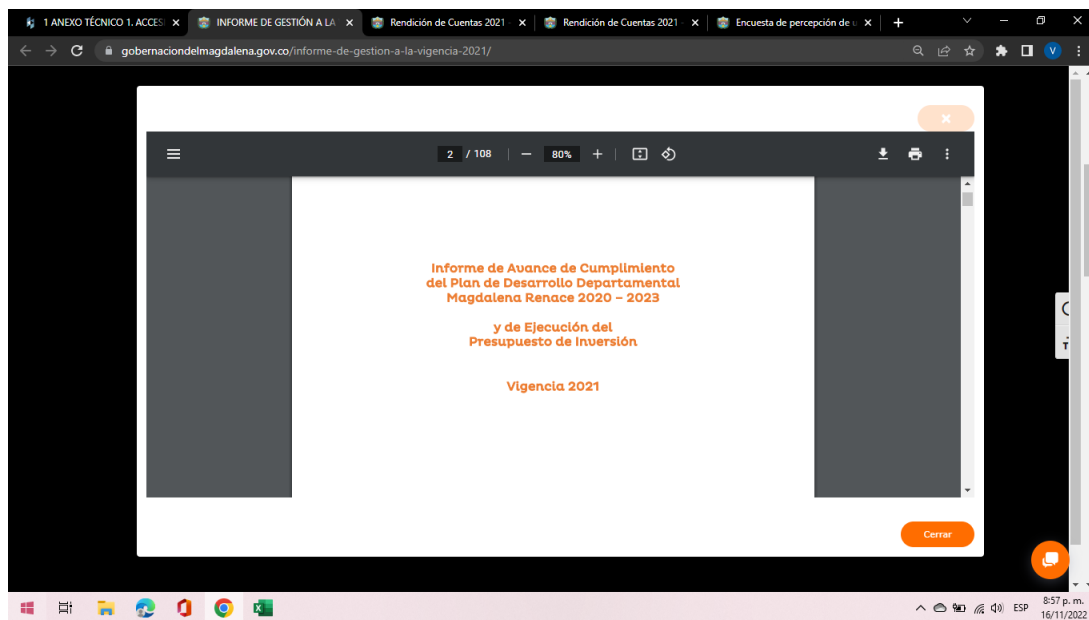 1 ANEXO TÉCNICO 1. ACCES
INFORME DE GESTIÓN A LA
Rendición de Cuentas 2021 -
Rendición de Cuentas 2021 -
Encuesta de percepción de u
gobernaciondelmagdalena.gov.co/informe-de-gestion-a-la-vigencia-2021/
V
2 / 108
80%
Informe de Avance de Cumplimiento
del Plan de Desarrollo Departamental
Magdalena Renace 2020 – 2023
y de Ejecución del
Presupuesto de Inversión
Vigencia 2021
Cerrar
ESP
8:57 p. m.
16/11/2022